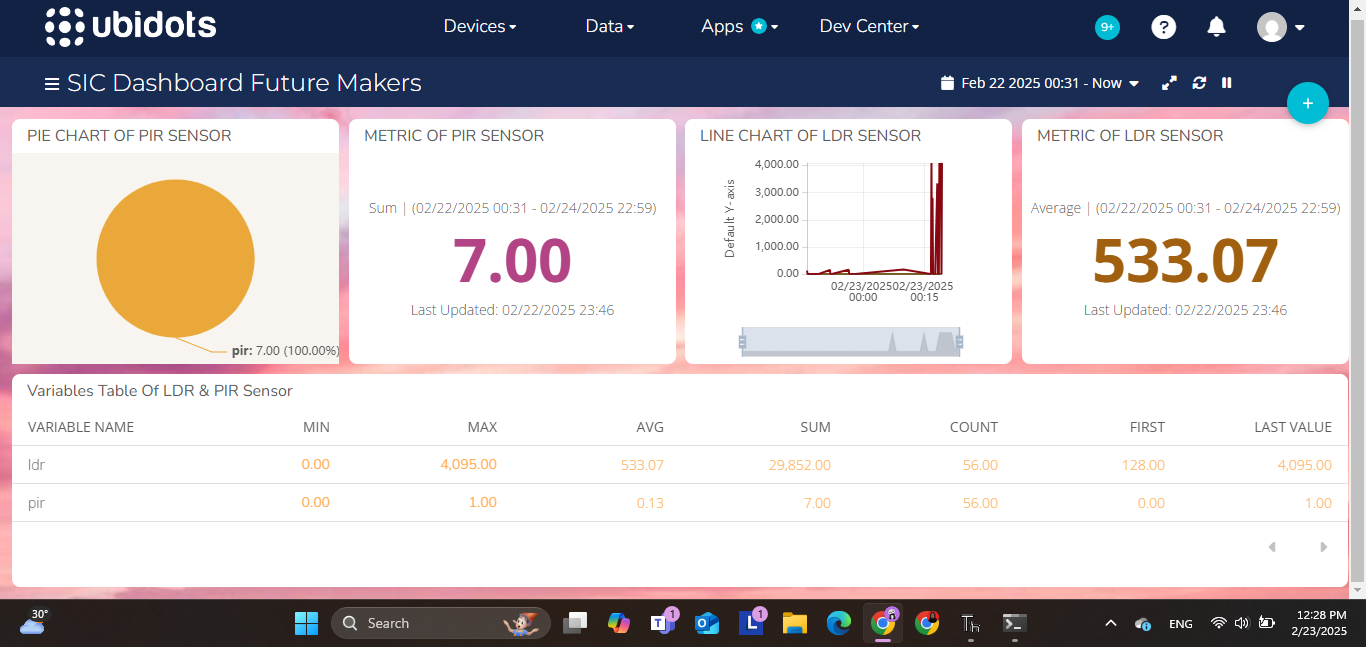 ubidots
Devices
Data
Apps
Dev Center
9+
?
SIC Dashboard Future Makers
Feb 22 2025 00:31 - Now
+
PIE CHART OF PIR SENSOR
pir: 7.00 (100.00%)
METRIC OF PIR SENSOR
Sum | (02/22/2025 00:31 - 02/24/2025 22:59)
7.00
Last Updated: 02/22/2025 23:46
LINE CHART OF LDR SENSOR
Default Y-axis
4,000.00
3,000.00
2,000.00
1,000.00
0.00
02/23/2025 02/23/2025
00:00 00:15
METRIC OF LDR SENSOR
Average | (02/22/2025 00:31 - 02/24/2025 22:59)
533.07
Last Updated: 02/22/2025 23:46
Variables Table Of LDR & PIR Sensor
VARIABLE NAME MIN MAX AVG SUM COUNT FIRST LAST VALUE
ldr 0.00 4,095.00 533.07 29,852.00 56.00 128.00 4,095.00
pir 0.00 1.00 0.13 7.00 56.00 0.00 1.00
30°
Search
1
T
L
1
Th
ENG
12:28 PM
2/23/2025